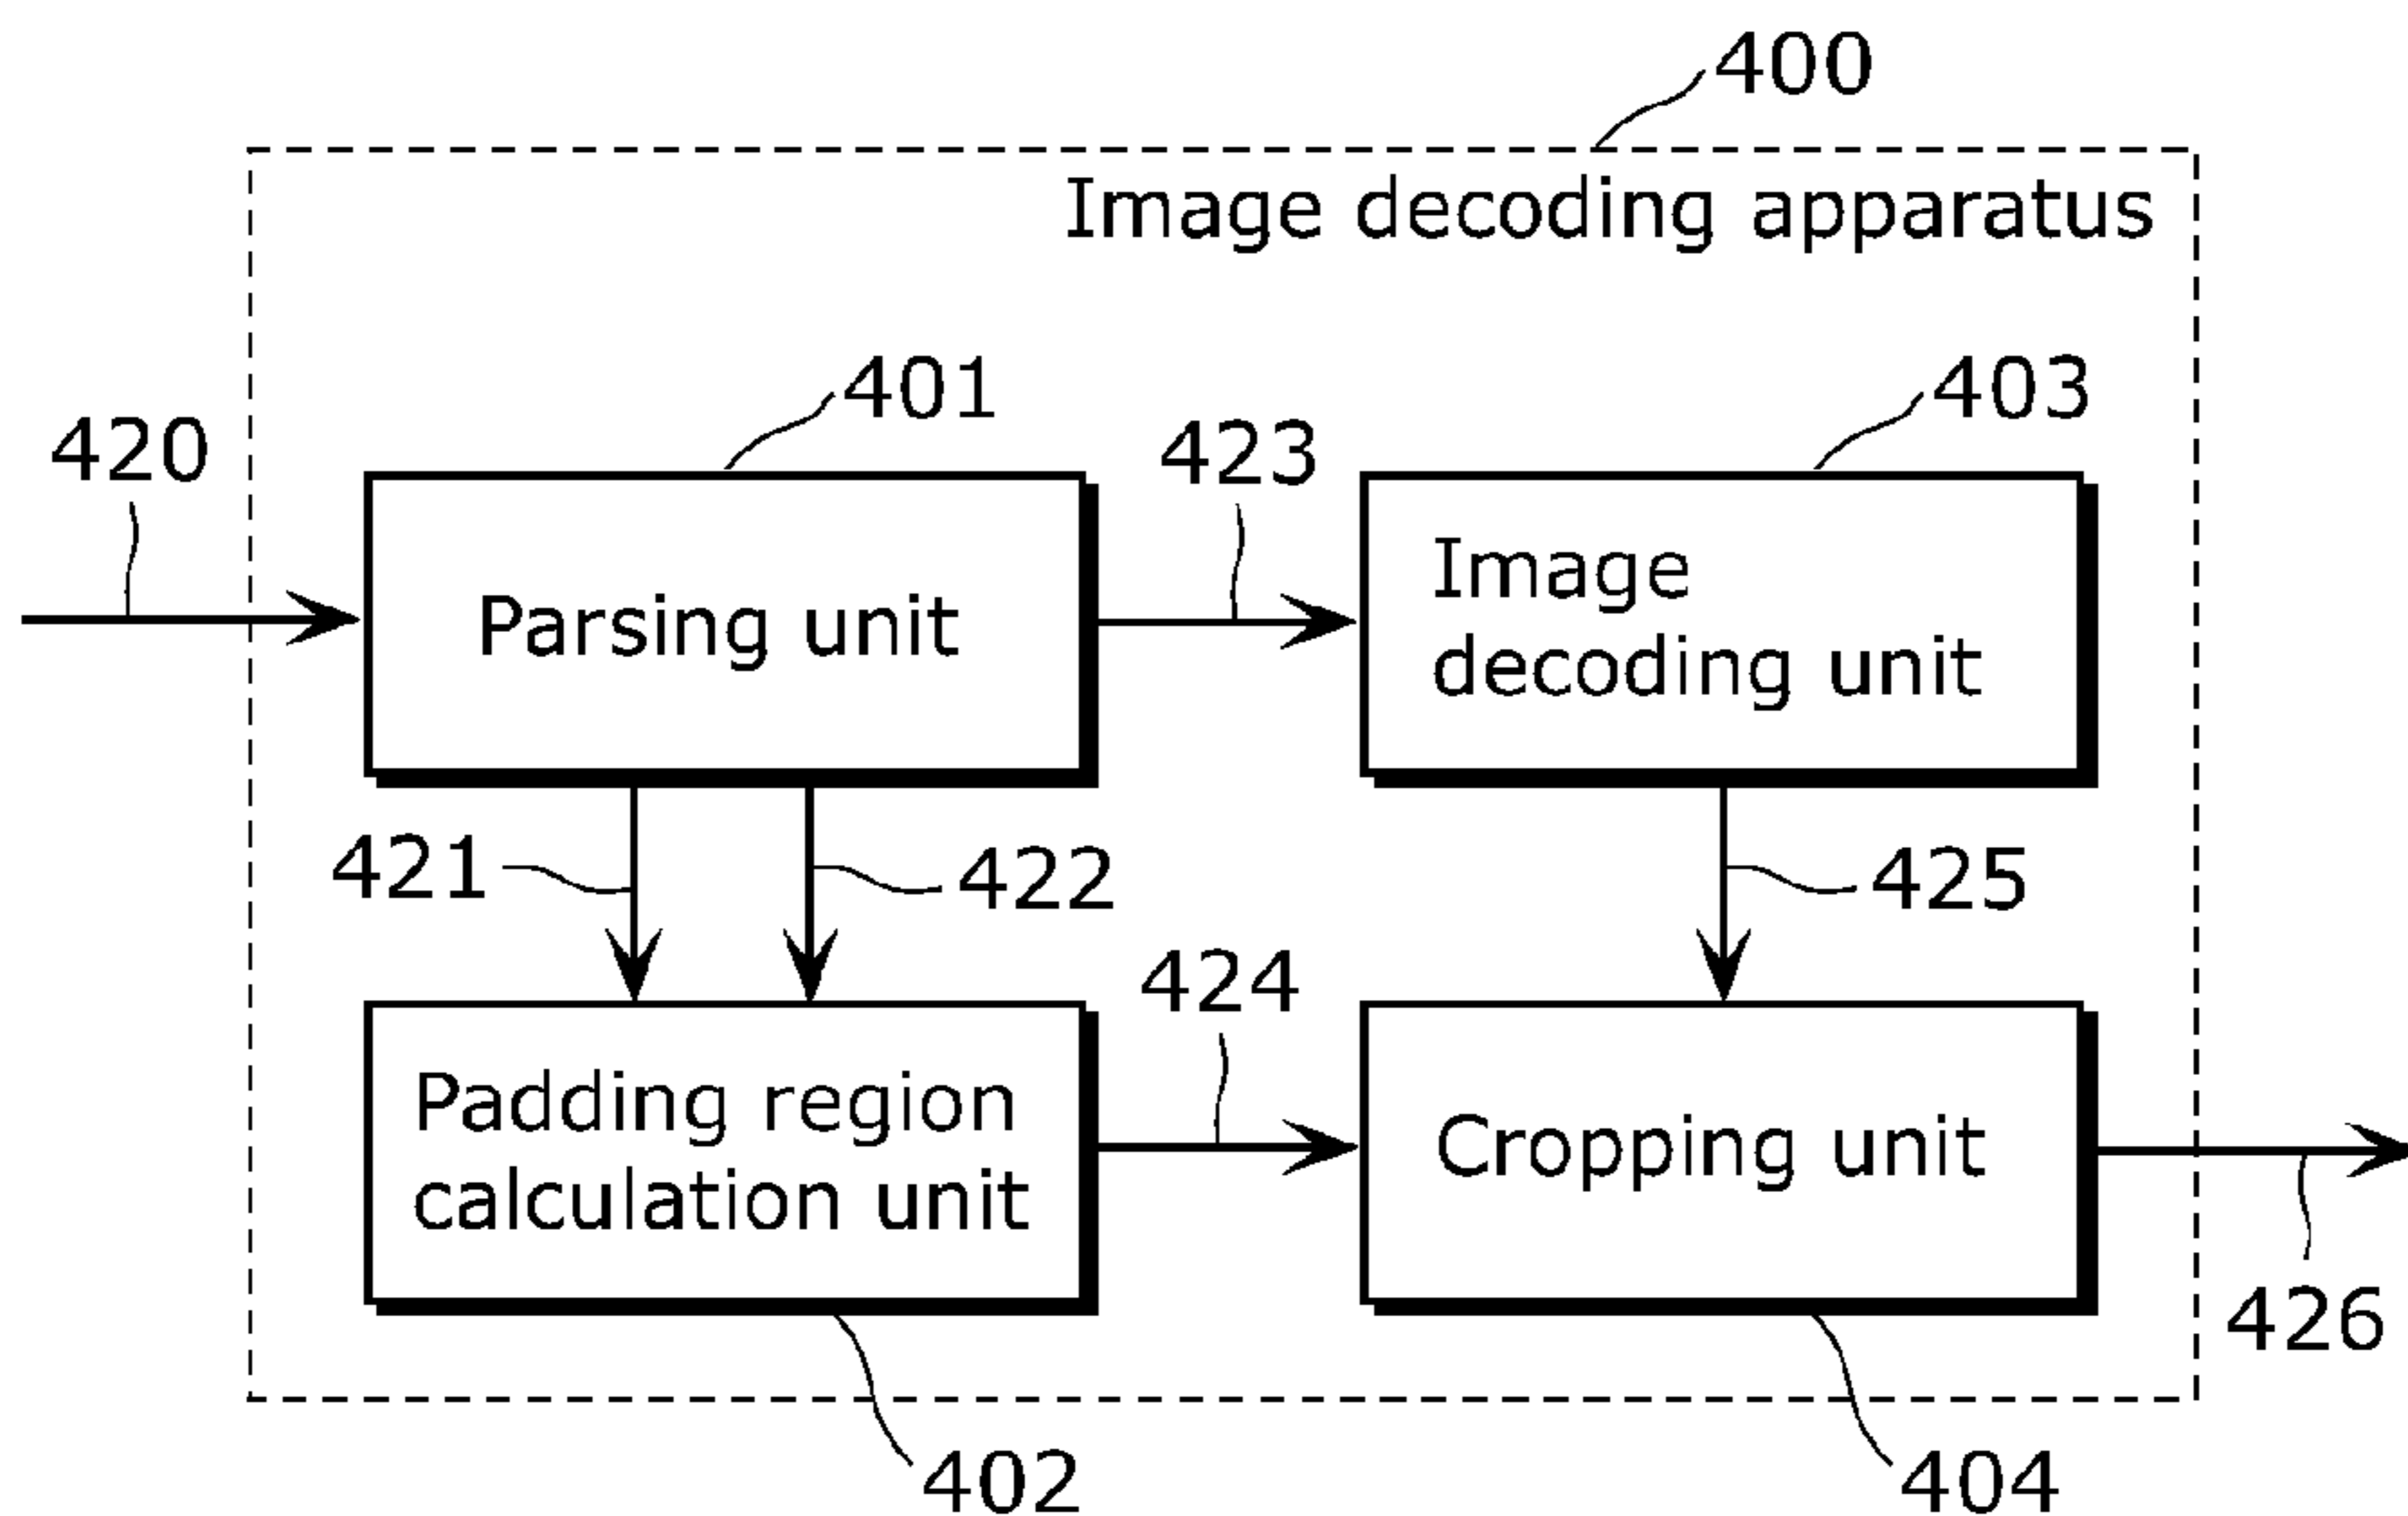 400
Image decoding apparatus
401
403
420
423
Parsing unit
Image
decoding unit
421
422
425
424
Padding region
calculation unit
Cropping unit
426
402
404